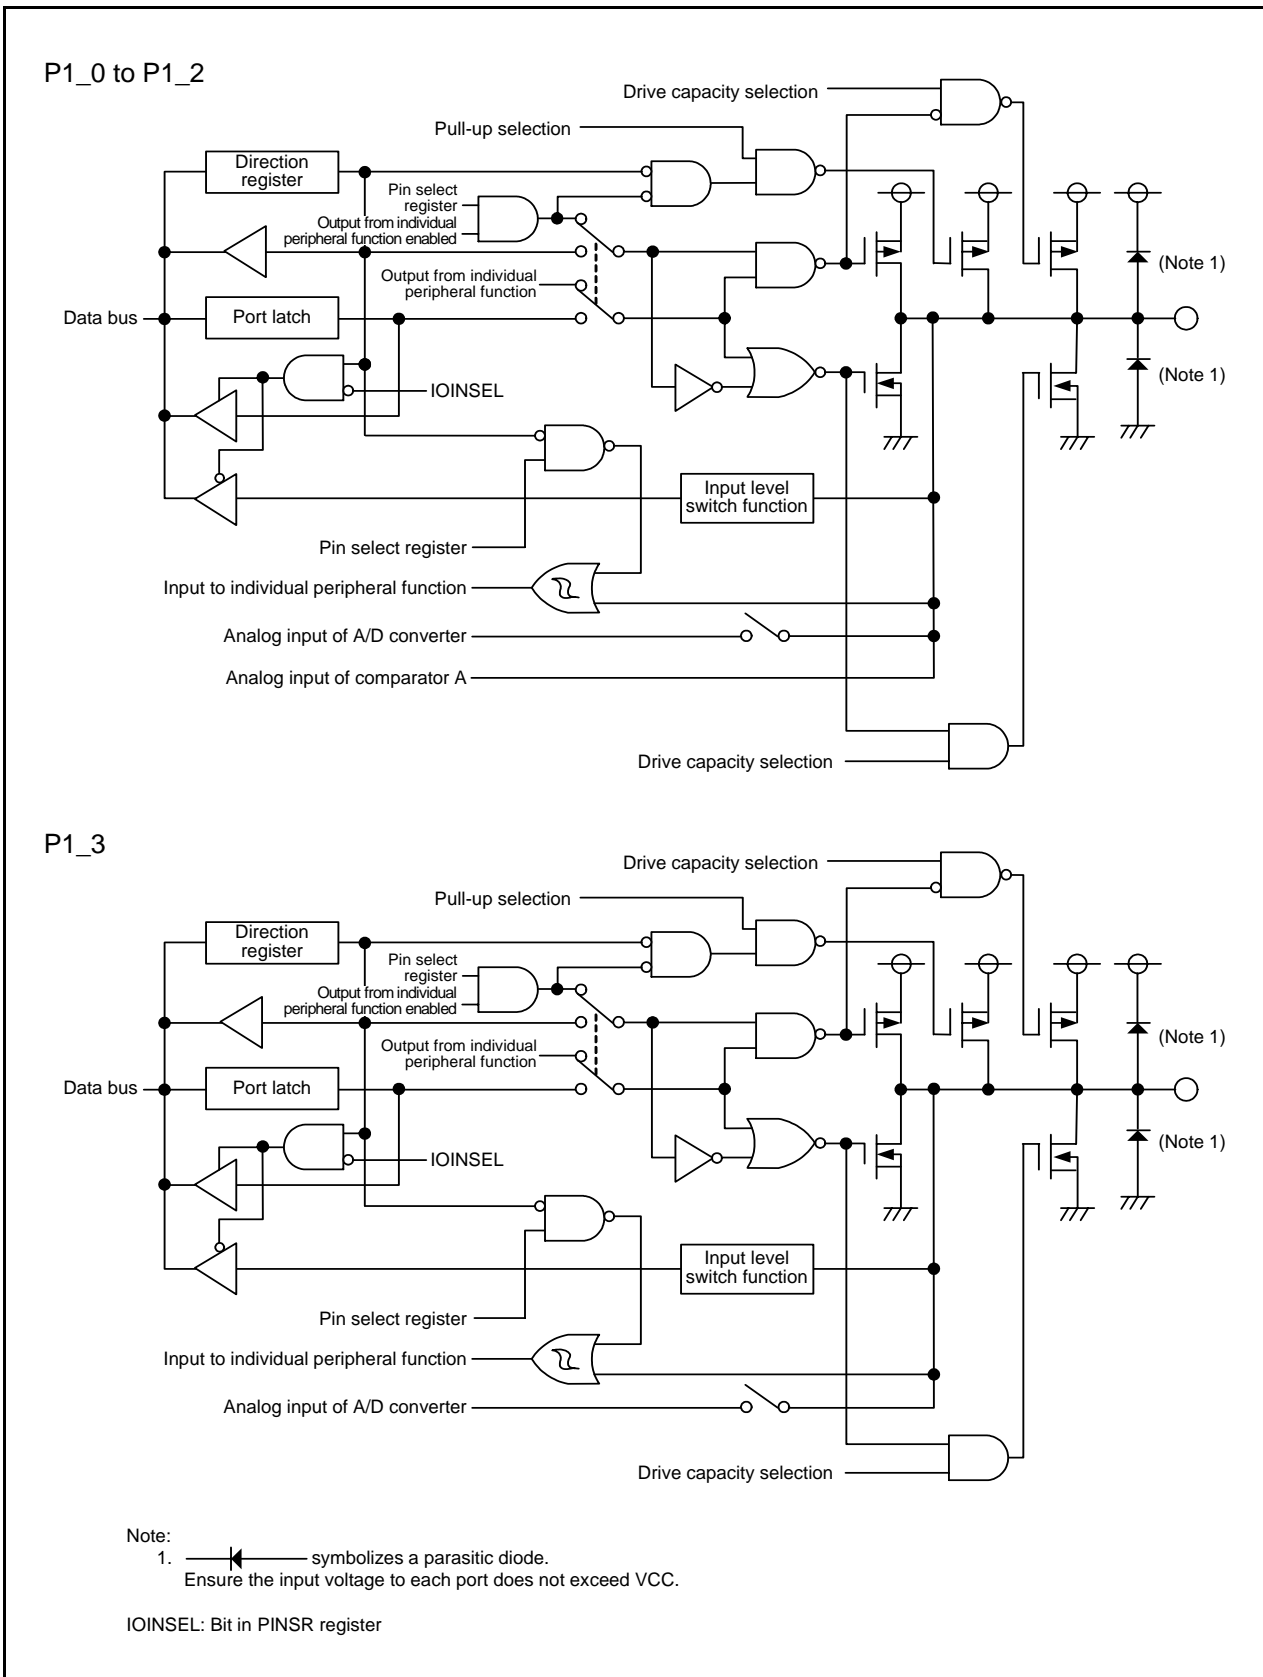 P1_0 to P1_2
Drive capacity selection
Pull-up selection
Direction
register
Pin select
register
Output from individual
peripheral function enabled
(Note 1)
Output from individual
peripheral function
Data bus
Port latch
(Note 1)
IOINSEL
Input level
switch function
Pin select register
Input to individual peripheral function
Analog input of A/D converter
Analog input of comparator A
Drive capacity selection
P1_3
Drive capacity selection
Pull-up selection
Direction
register
Pin select
register
Output from individual
peripheral function enabled
(Note 1)
Output from individual
peripheral function
Data bus
Port latch
(Note 1)
IOINSEL
Input level
switch function
Pin select register
Input to individual peripheral function
Analog input of A/D converter
Drive capacity selection
Note:
1. symbolizes a parasitic diode.
Ensure the input voltage to each port does not exceed VCC.
IOINSEL: Bit in PINSR register